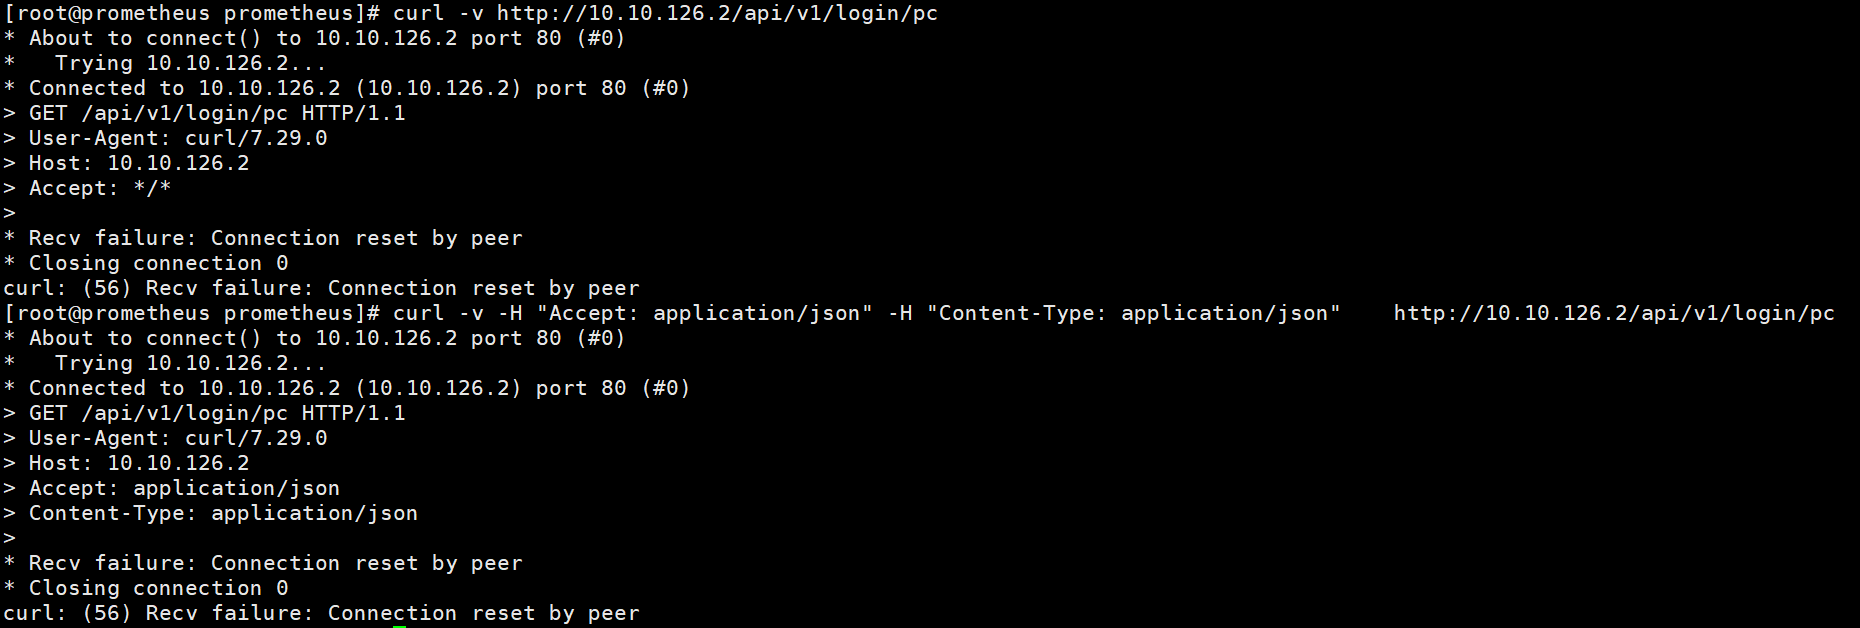 [root@prometheus prometheus]# curl -v http://10.10.126.2/api/v1/login/pc
* About to connect() to 10.10.126.2 port 80 (#0)
*   Trying 10.10.126.2...
* Connected to 10.10.126.2 (10.10.126.2) port 80 (#0)
> GET /api/v1/login/pc HTTP/1.1
> User-Agent: curl/7.29.0
> Host: 10.10.126.2
> Accept: */*
>
* Recv failure: Connection reset by peer
* Closing connection 0
curl: (56) Recv failure: Connection reset by peer
[root@prometheus prometheus]# curl -v -H "Accept: application/json" -H "Content-Type: application/json"    http://10.10.126.2/api/v1/login/pc
* About to connect() to 10.10.126.2 port 80 (#0)
*   Trying 10.10.126.2...
* Connected to 10.10.126.2 (10.10.126.2) port 80 (#0)
> GET /api/v1/login/pc HTTP/1.1
> User-Agent: curl/7.29.0
> Host: 10.10.126.2
> Accept: application/json
> Content-Type: application/json
>
* Recv failure: Connection reset by peer
* Closing connection 0
curl: (56) Recv failure: Connection reset by peer